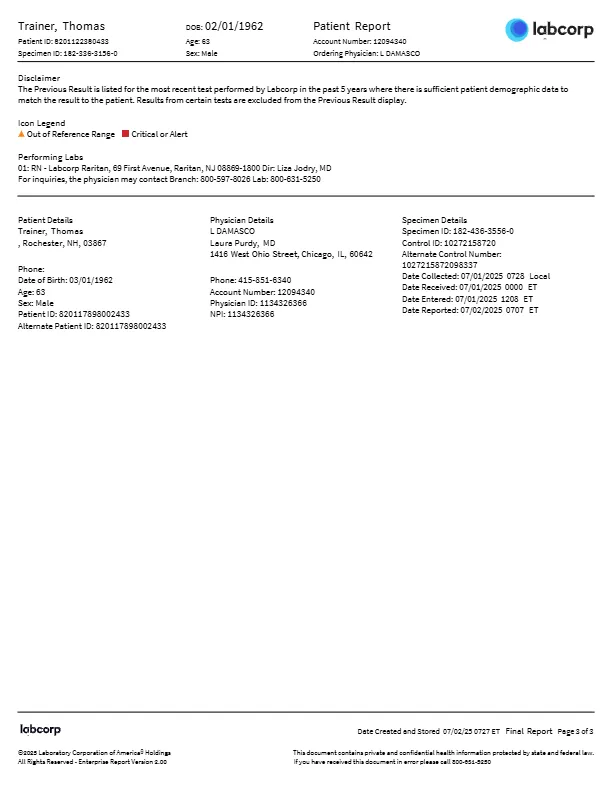 Trainer, Thomas
DOB: 02/01/1962
Patient Report
labcorp
Patient ID: 8201122380433
Age: 63
Account Number: 12094340
Specimen ID: 182-336-3156-0
Sex: Male
Ordering Physician: L DAMASCO
Disclaimer
The Previous Result is listed for the most recent test performed by Labcorp in the past 5 years where there is sufficient patient demographic data to
match the result to the patient. Results from certain tests are excluded from the Previous Result display.
Icon Legend
Out of Reference Range Critical or Alert
Performing Labs
01: RN - Labcorp Raritan, 69 First Avenue, Raritan, NJ 08869-1800 Dir: Liza Jodry, MD
For inquiries, the physician may contact Branch: 800-597-8026 Lab: 800-631-5250
Patient Details
Trainer, Thomas
, Rochester, NH, 03867
Phone:
Date of Birth: 03/01/1962
Age: 63
Sex: Male
Patient ID: 820117898002433
Alternate Patient ID: 820117898002433
Physician Details
L DAMASCO
Laura Purdy, MD
1416 West Ohio Street, Chicago, IL, 60642
Phone: 415-851-6340
Account Number: 12094340
Physician ID: 1134326366
NPI: 1134326366
Specimen Details
Specimen ID: 182-436-3556-0
Control ID: 10272158720
Alternate Control Number:
1027215872098337
Date Collected: 07/01/2025 0728 Local
Date Received: 07/01/2025 0000 ET
Date Entered: 07/01/2025 1208 ET
Date Reported: 07/02/2025 0707 ET
labcorp
Date Created and Stored 07/02/25 0727 ET Final Report Page 3 of 3
©2025 Laboratory Corporation of America® Holdings
All Rights Reserved - Enterprise Report Version 2.00
This document contains private and confidential health information protected by state and federal law.
If you have received this document in error please call 800-631-5250